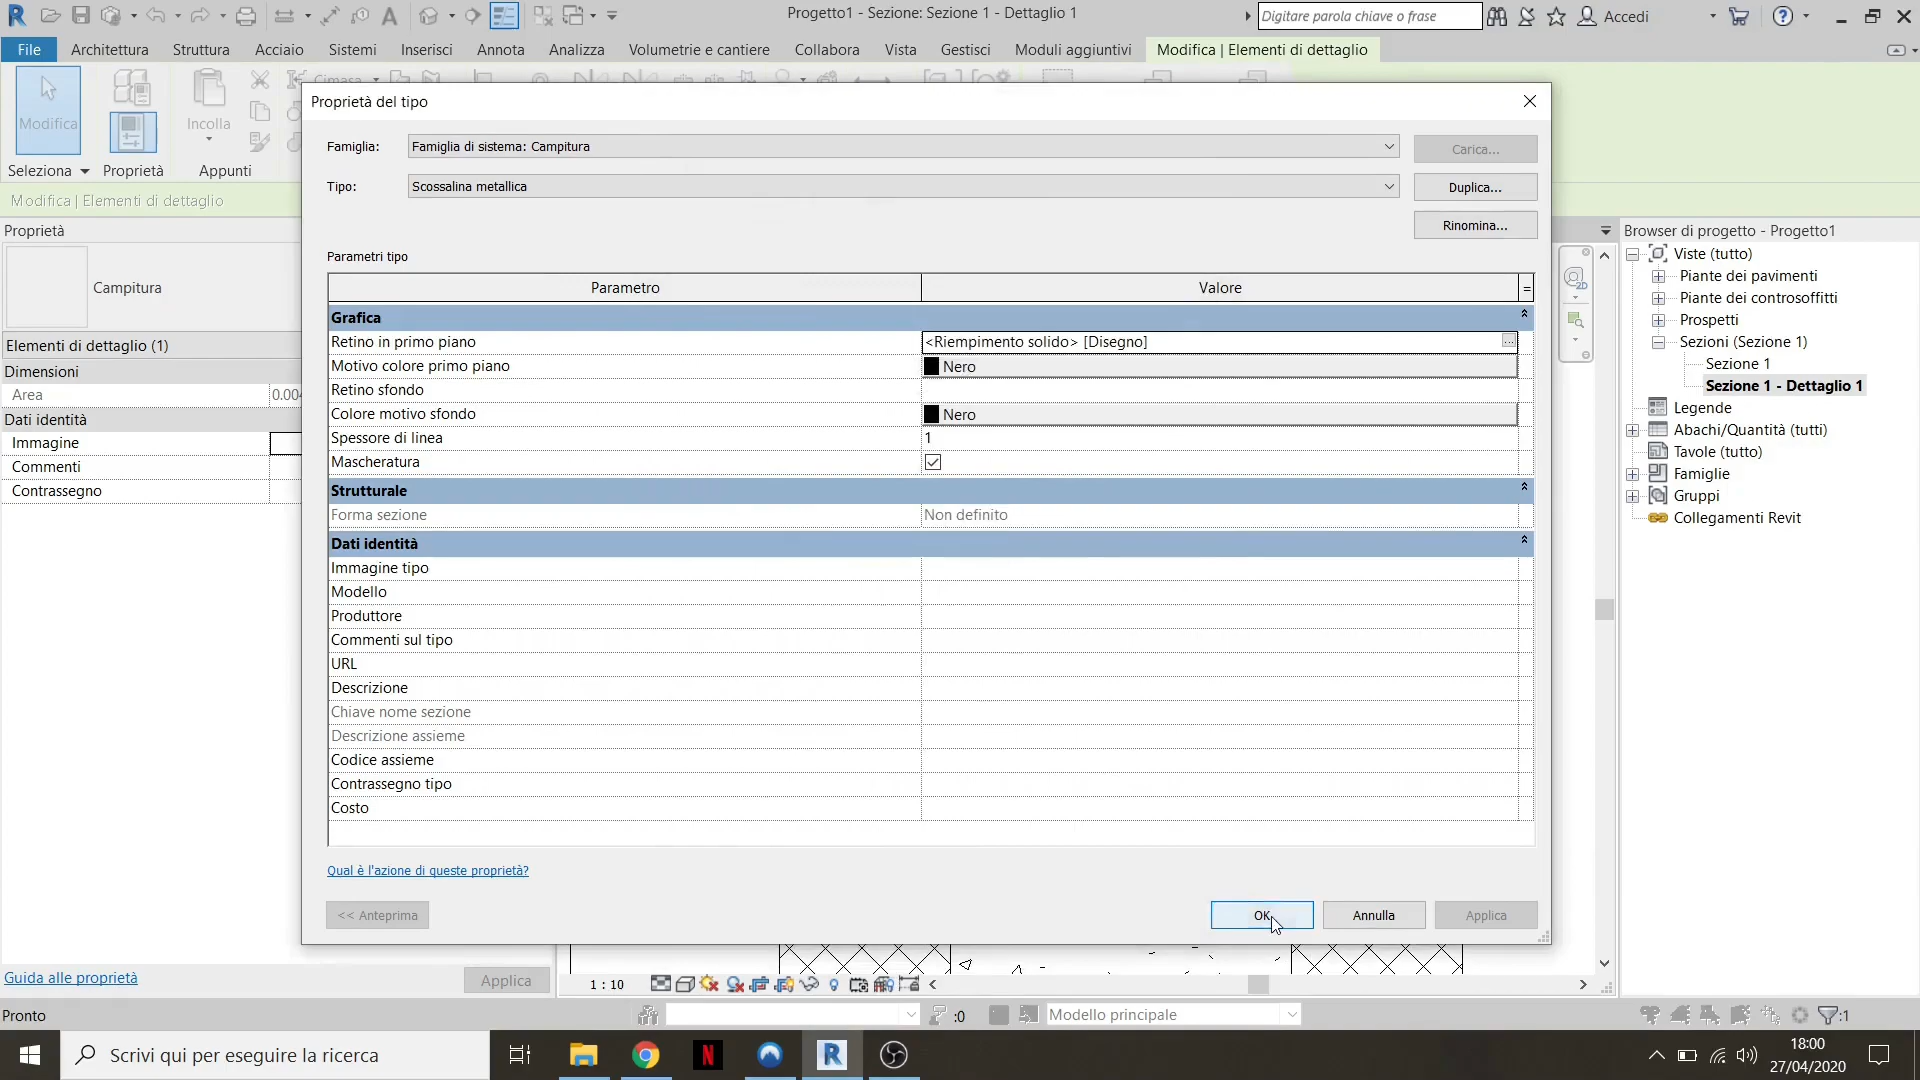 Progetto1 - Sezione: Sezione 1 - Dettaglio 1
Digitare parola chiave o frase
Accedi
File
Architettura
Struttura
Acciaio
Sistemi
Inserisci
Annota
Analizza
Volumetrie e cantiere
Collabora
Vista
Gestisci
Moduli aggiuntivi
Modifica | Elementi di dettaglio
Modifica
Incolla
Cimasa
Seleziona
Proprietà
Appunti
Modifica | Elementi di dettaglio
Proprietà
Campitura
Elementi di dettaglio (1)
Dimensioni
Area
0.004
Dati identità
Immagine
Commenti
Contrassegno
Guida alle proprietà
Applica
Proprietà del tipo
Famiglia:
Famiglia di sistema: Campitura
Carica...
Tipo:
Scossalina metallica
Duplica...
Rinomina...
Parametri tipo
Parametro
Valore
=
Grafica
Retino in primo piano
<Riempimento solido> [Disegno]
Motivo colore primo piano
Nero
Retino sfondo
Colore motivo sfondo
Nero
Spessore di linea
1
Mascheratura
Strutturale
Forma sezione
Non definito
Dati identità
Immagine tipo
Modello
Produttore
Commenti sul tipo
URL
Descrizione
Chiave nome sezione
Descrizione assieme
Codice assieme
Contrassegno tipo
Costo
Qual è l'azione di queste proprietà?
<< Anteprima
OK
Annulla
Applica
2D
Browser di progetto - Progetto1
Viste (tutto)
Piante dei pavimenti
Piante dei controsoffitti
Prospetti
Sezioni (Sezione 1)
Sezione 1
Sezione 1 - Dettaglio 1
Legende
Abachi/Quantità (tutti)
Tavole (tutto)
Famiglie
Gruppi
Collegamenti Revit
1 : 10
Pronto
:0
Modello principale
:1
Scrivi qui per eseguire la ricerca
18:00
27/04/2020